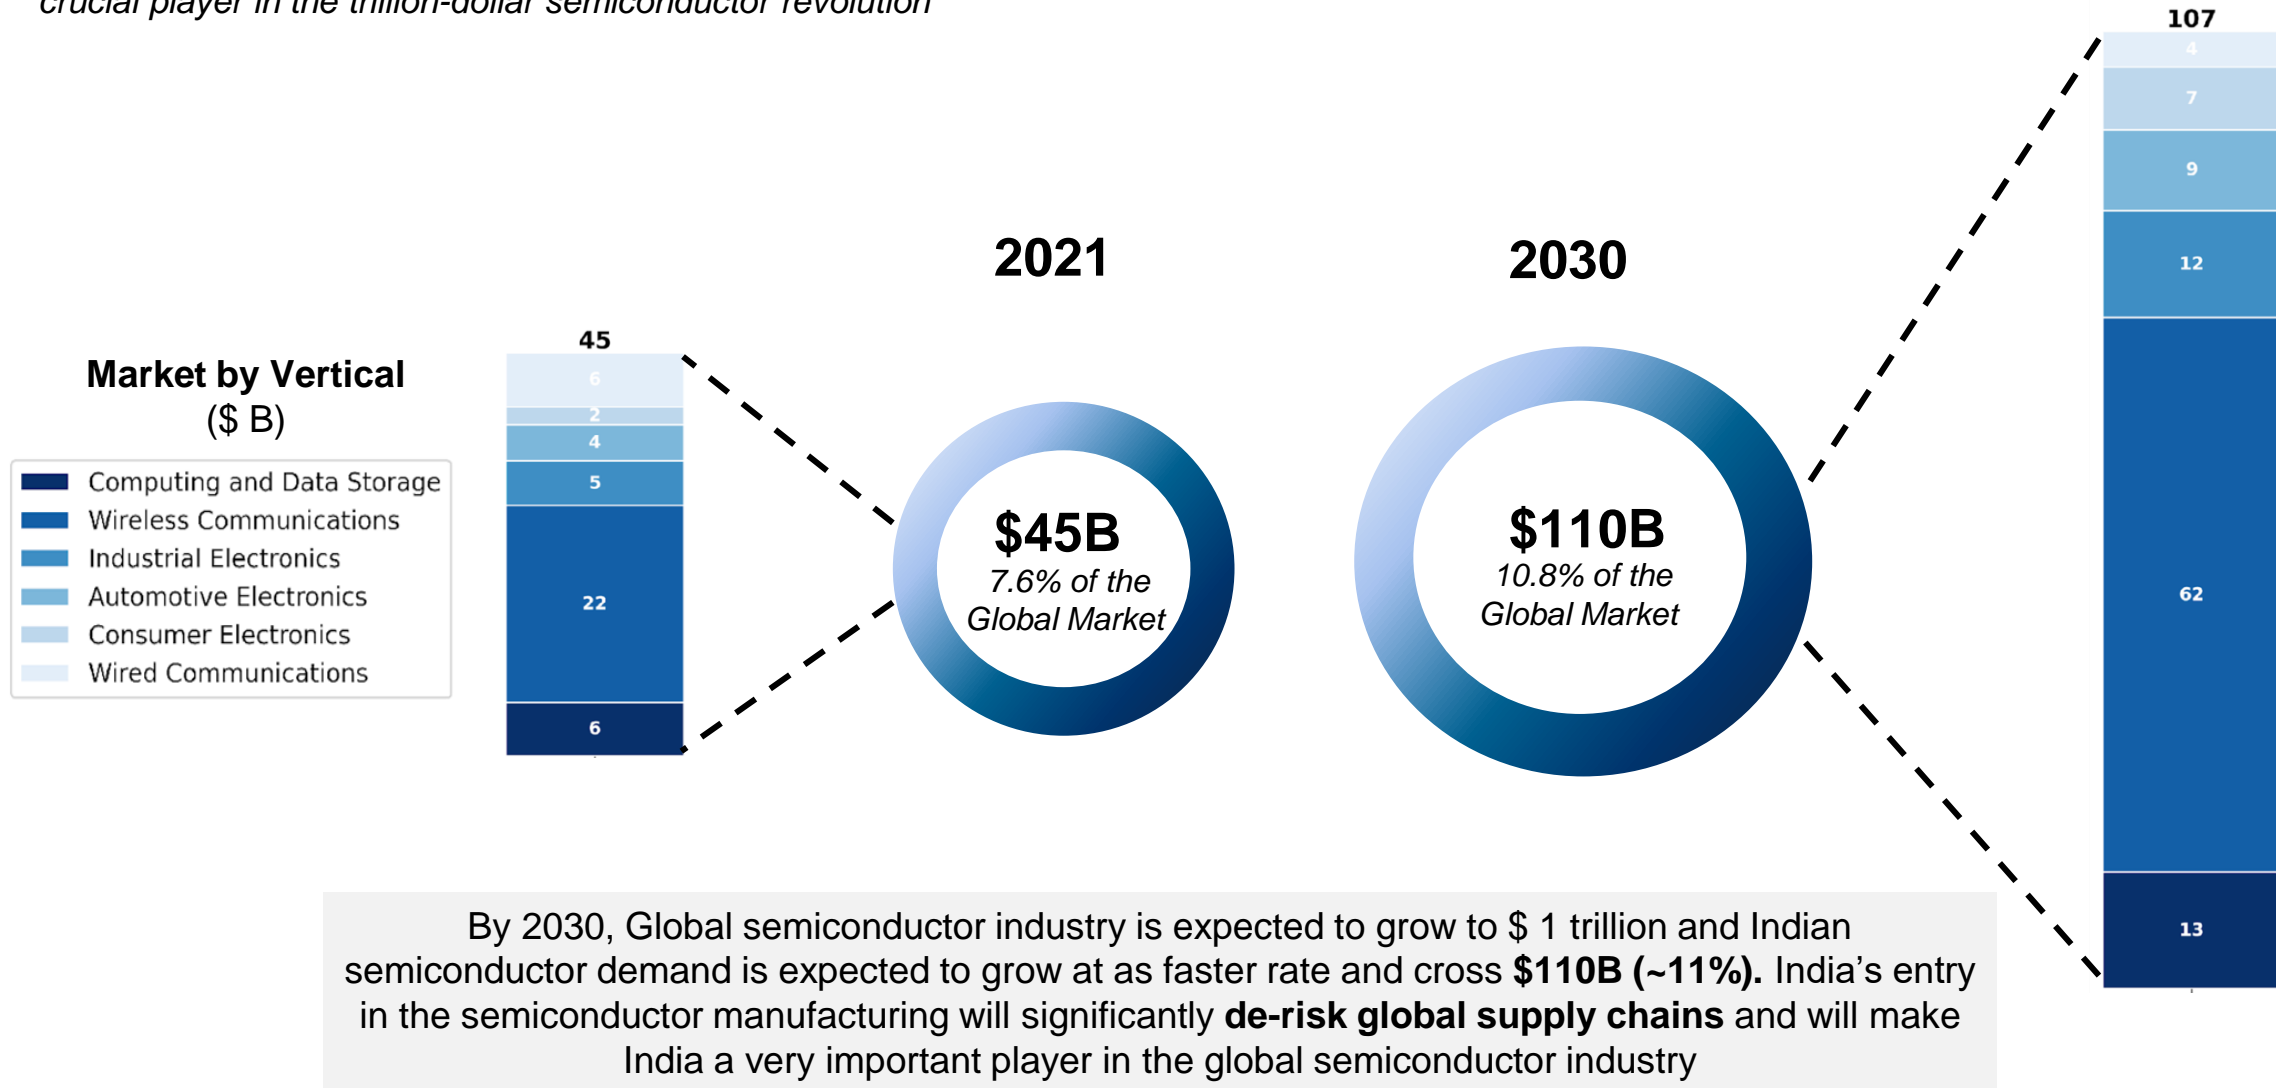 crucial player in the trillion-dollar semiconductor revolution
107
4
7
9
12
62
13
2021
2030
45
6
2
4
5
22
6
Market by Vertical
($ B)
Computing and Data Storage
Wireless Communications
Industrial Electronics
Automotive Electronics
Consumer Electronics
Wired Communications
$45B
7.6% of the
Global Market
$110B
10.8% of the
Global Market
By 2030, Global semiconductor industry is expected to grow to $ 1 trillion and Indian
semiconductor demand is expected to grow at as faster rate and cross $110B (~11%). India’s entry
in the semiconductor manufacturing will significantly de-risk global supply chains and will make
India a very important player in the global semiconductor industry